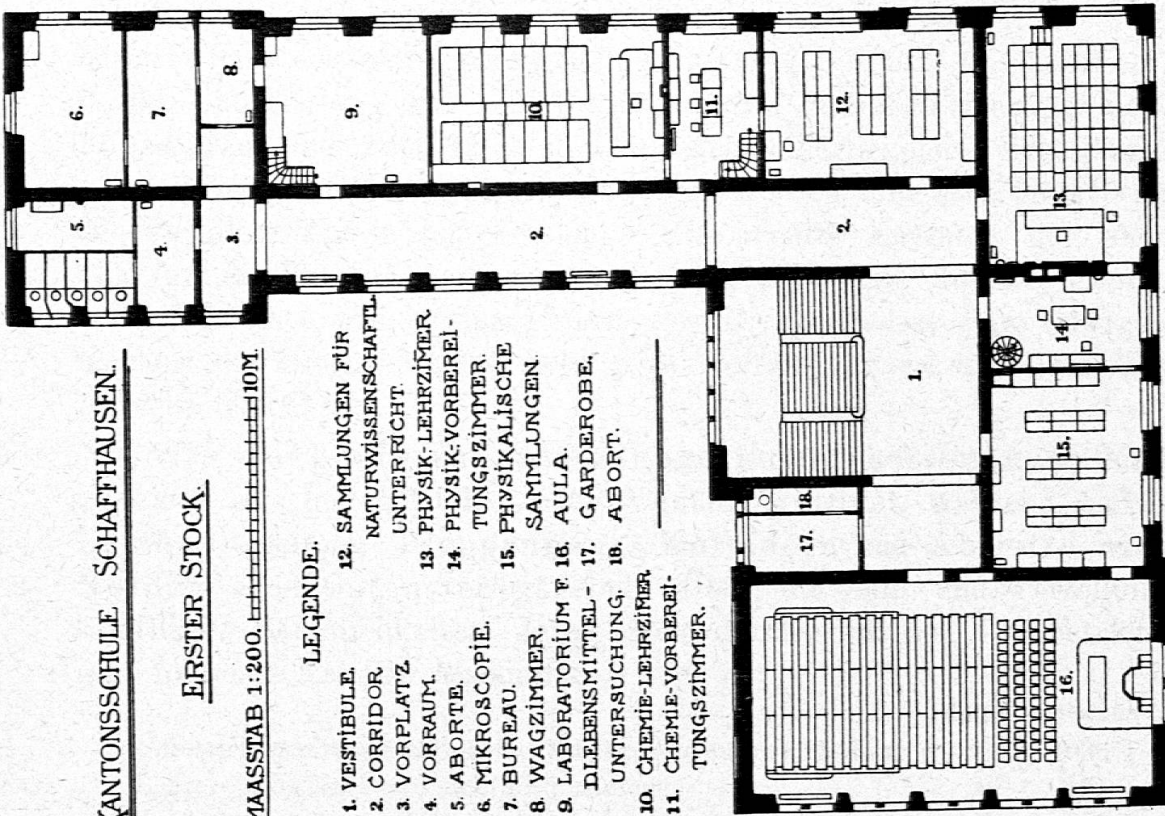 KANTONSSCHULE SCHAFFHAUSEN.
ERSTER STOCK.
MAASSTAB 1:200. 10M.
LEGENDE:
1. VESTIBULE.
2. CORRIDOR.
3. VORPLATZ.
4. VORRAUM.
5. ABORTE.
6. MIKROSCOPIE.
7. BUREAU.
8. WAGZIMMER.
9. LABORATORIUM F.
D.LEBENSMITTEL-
UNTERSUCHUNG.
10. CHEMIE-LEHRZIMER.
11. CHEMIE-VORBEREI-
TUNGSZIMMER.
12. SAMMLUNGEN FÜR
NATURWISSENSCHAFTL.
UNTERRICHT.
13. PHYSIK-LEHRZIMER
14. PHYSIK-VORBEREI-
TUNGSZIMMER.
15. PHYSIKALISCHE
SAMMLUNGEN.
16. AULA.
17. GARDEROBE.
18. ABORT.
6.
7.
8.
9.
10.
11.
12.
5.
4.
3.
2.
2.
13.
14.
1.
15.
18.
17.
16.